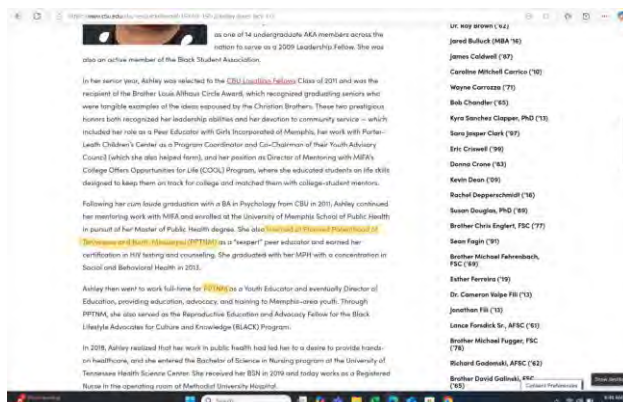 as one of 14 undergraduate AKA members across the
nation to serve as a 2009 Leadership Fellow. She was
also an active member of the Black Student Association.
In her senior year, Ashley was selected to the CBU Lasallian Fellows Class of 2011 and was the
recipient of the Brother Louis Althaus Circle Award, which recognized graduating seniors who
were tangible examples of the ideas espoused by the Christian Brothers. These two prestigious
honors both recognized her leadership abilities and her devotion to community service – which
included her role as a Peer Educator with Girls Incorporated of Memphis, her work with Porter-
Leath Children's Center as a Program Coordinator and Co-Chairman of their Youth Advisory
Council (which she also helped form), and her position as Director of Mentoring with MIFA's
College Offers Opportunities for Life (COOL) Program, where she educated students on life skills
designed to keep them on track for college and matched them with college-student mentors.
Following her cum laude graduation with a BA in Psychology from CBU in 2011, Ashley continued
her mentoring work with MIFA and enrolled at the University of Memphis School of Public Health
in pursuit of her Master of Public Health degree. She also interned at Planned Parenthood of
Tennessee and North Mississippi (PPTNM) as a "sexpert" peer educator and earned her
certification in HIV testing and counseling. She graduated with her MPH with a concentration in
Social and Behavioral Health in 2013.
Ashley then went to work full-time for PPTNM as a Youth Educator and eventually Director of
Education, providing education, advocacy, and training to Memphis-area youth. Through
PPTNM, she also served as the Reproductive Education and Advocacy Fellow for the Black
Lifestyle Advocates for Culture and Knowledge (BLACK) Program.
In 2018, Ashley realized that her work in public health had led her to a desire to provide hands-
on healthcare, and she entered the Bachelor of Science in Nursing program at the University of
Tennessee Health Science Center. She received her BSN in 2019 and today works as a Registered
Nurse in the operating room of Methodist University Hospital.
Dr. Roy Brown ('62)
Jared Bulluck (MBA '16)
James Caldwell ('67)
Caroline Mitchell Carrico ('10)
Wayne Carrozza ('71)
Bob Chandler ('65)
Kyra Sanchez Clapper, PhD ('13)
Sara Jasper Clark ('07)
Eric Criswell ('99)
Donna Crone ('83)
Kevin Dean ('09)
Rachel Depperschmidt ('16)
Susan Douglas, PhD ('89)
Brother Chris Englert, FSC ('77)
Sean Fagin ('91)
Brother Michael Fehrenbach,
FSC ('69)
Esther Ferreira ('19)
Dr. Cameron Volpe Fili ('13)
Jonathan Fili ('13)
Lance Forsdick Sr., AFSC ('61)
Brother Michael Fugger, FSC
('78)
Richard Gadomski, AFSC ('62)
Brother David Galinski, FSC
('65)
Consent Preferences
Search